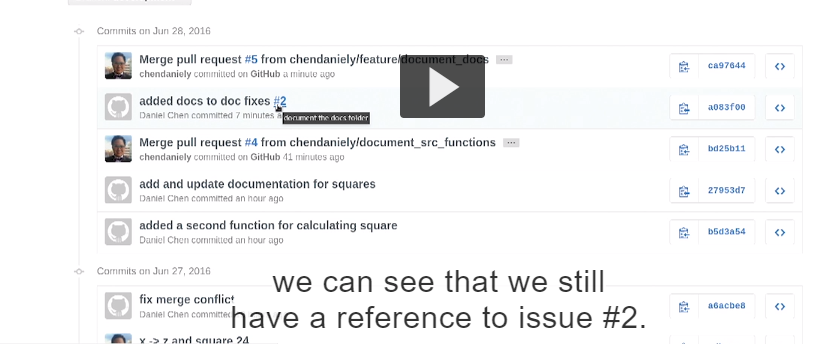 Commits on Jun 28, 2016
Merge pull request #5 from chendaniely/feature/document_docs ...
chendaniely committed on GitHub a minute ago
ca97644
<>
added docs to doc fixes #2
Daniel Chen committed 7 minutes a
document the docs folder
a083f00
<>
Merge pull request #4 from chendaniely/document_src_functions ...
chendaniely committed on GitHub 41 minutes ago
bd25b11
<>
add and update documentation for squares
Daniel Chen committed an hour ago
27953d7
<>
added a second function for calculating square
Daniel Chen committed an hour ago
b5d3a54
<>
Commits on Jun 27, 2016
fix merge conflict
Daniel Chen committed
a6acbe8
<>
x -> z and square 24
we can see that we still
have a reference to issue #2.